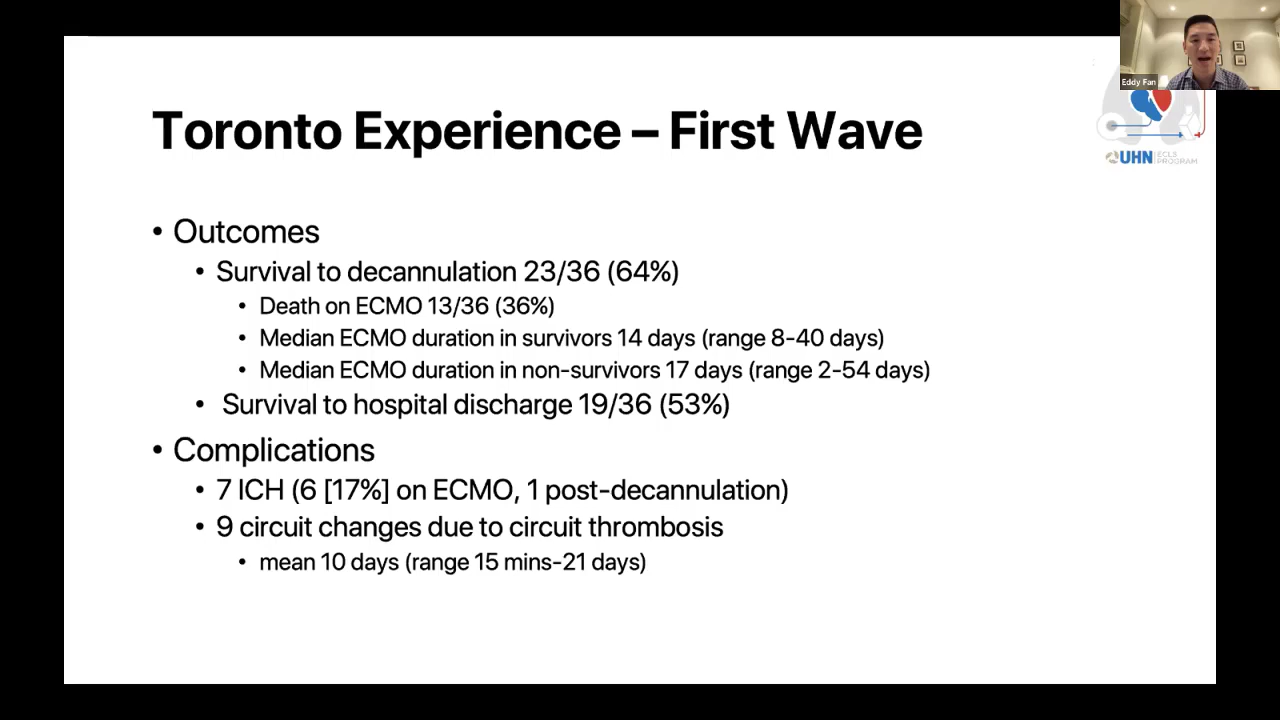 Eddy Fan
Toronto Experience – First Wave
UHN ECLS
PROGRAM
• Outcomes
• Survival to decannulation 23/36 (64%)
• Death on ECMO 13/36 (36%)
• Median ECMO duration in survivors 14 days (range 8-40 days)
• Median ECMO duration in non-survivors 17 days (range 2-54 days)
• Survival to hospital discharge 19/36 (53%)
• Complications
• 7 ICH (6 [17%] on ECMO, 1 post-decannulation)
• 9 circuit changes due to circuit thrombosis
• mean 10 days (range 15 mins-21 days)